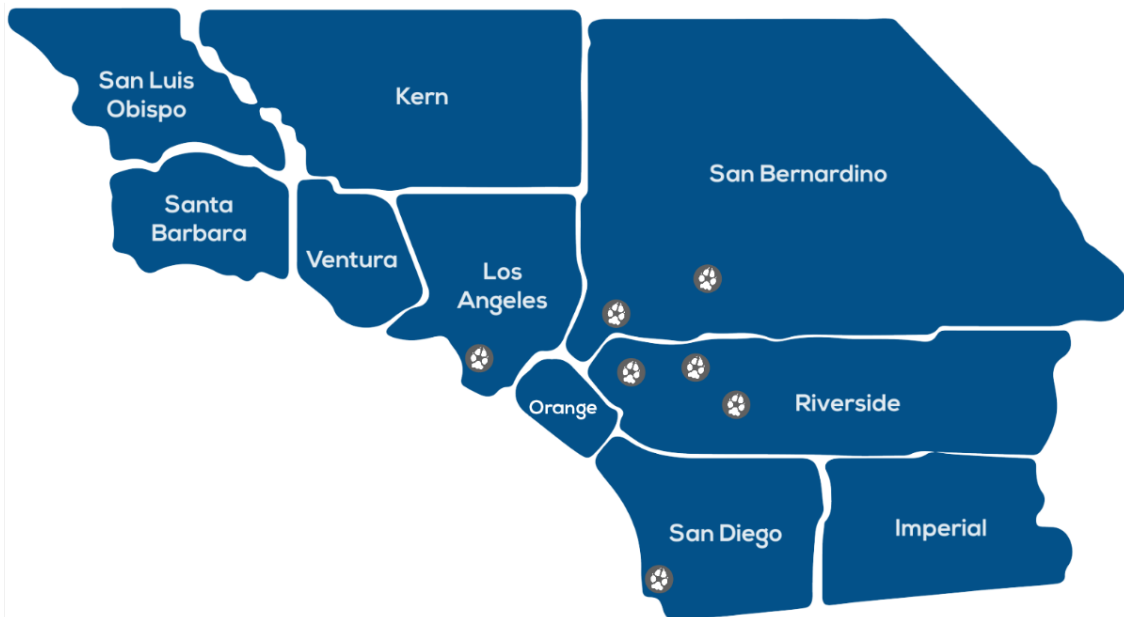 San Luis
Obispo
Kern
San Bernardino
Santa
Barbara
Ventura
Los
Angeles
Orange
Riverside
San Diego
Imperial